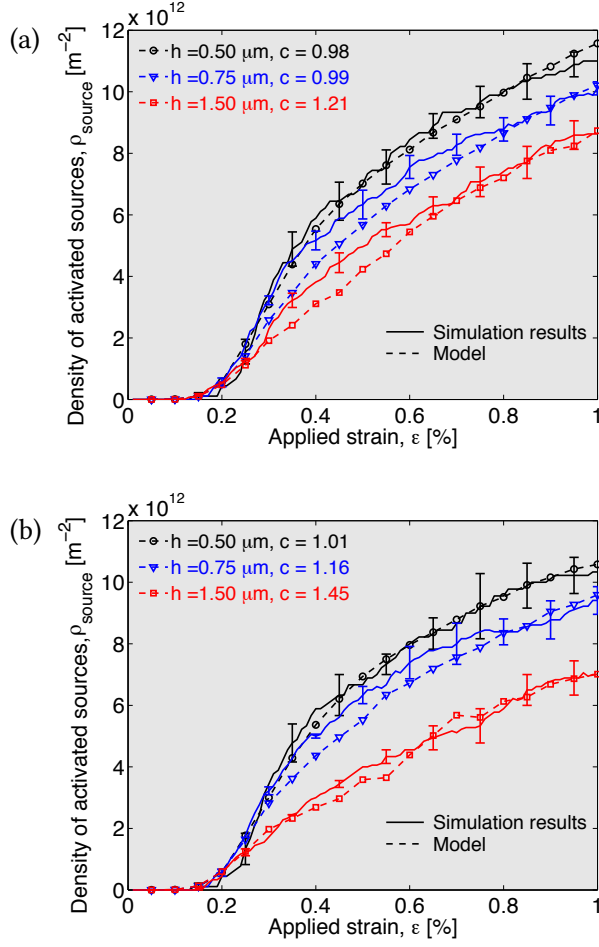 (a)
x 10^12
12
10
8
6
4
2
0
Density of activated sources, ρ_source [m^−2]
h =0.50 μm, c = 0.98
h =0.75 μm, c = 0.99
h =1.50 μm, c = 1.21
Simulation results
Model
0 0.2 0.4 0.6 0.8 1
Applied strain, ε [%]
(b)
x 10^12
12
10
8
6
4
2
0
Density of activated sources,ρ_source [m^−2]
h =0.50 μm, c = 1.01
h =0.75 μm, c = 1.16
h =1.50 μm, c = 1.45
Simulation results
Model
0 0.2 0.4 0.6 0.8 1
Applied strain, ε [%]